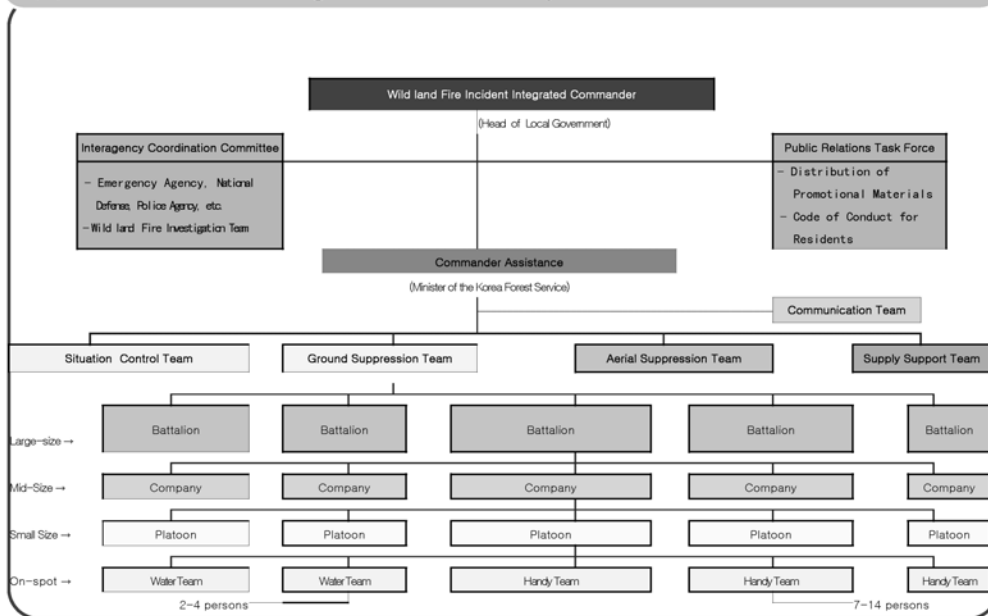 Wild land Fire Incident Integrated Commander
(Head of Local Government)
Interagency Coordination Committee
- Emergency Agency, National
Defense, Police Agency, etc.
-Wild land Fire Investigation Team
Public Relations Task Force
- Distribution of
Promotional Materials
- Code of Conduct for
Residents
Commander Assistance
(Minister of the Korea Forest Service)
Communication Team
Situation Control Team
Ground Suppression Team
Aerial Suppression Team
Supply Support Team
Large-size →
Battalion
Battalion
Battalion
Battalion
Battalion
Mid-Size →
Company
Company
Company
Company
Company
Small Size →
Platoon
Platoon
Platoon
Platoon
Platoon
On-spot →
Water Team
Water Team
Handy Team
Handy Team
Handy Team
2-4 persons
7-14 persons